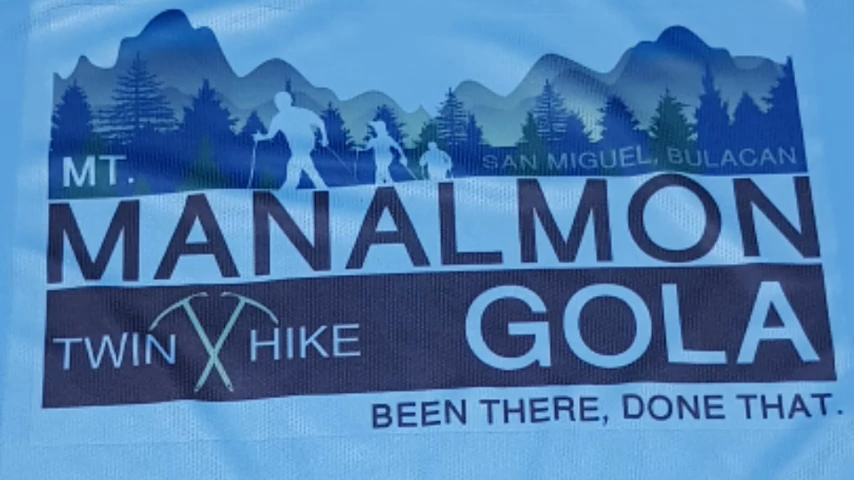 MT. SAN MIGUEL, BULACAN
MANALMON
TWIN HIKE GOLA
BEEN THERE, DONE THAT.